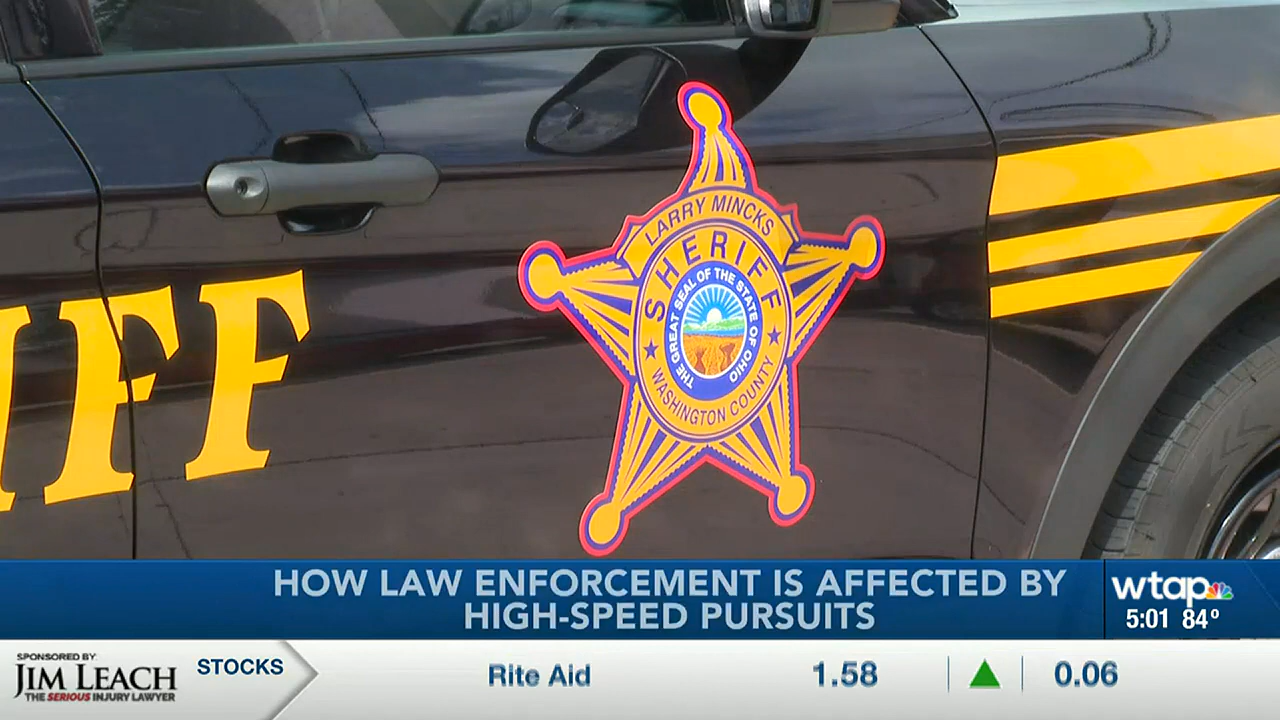 IFF
LARRY MINCKS
SHERIFF
THE GREAT SEAL OF THE STATE OF OHIO
WASHINGTON COUNTY
HOW LAW ENFORCEMENT IS AFFECTED BY
HIGH-SPEED PURSUITS
wtap
5:01 84°
SPONSORED BY:
JIM LEACH
THE SERIOUS INJURY LAWYER
STOCKS
Rite Aid 1.58 0.06